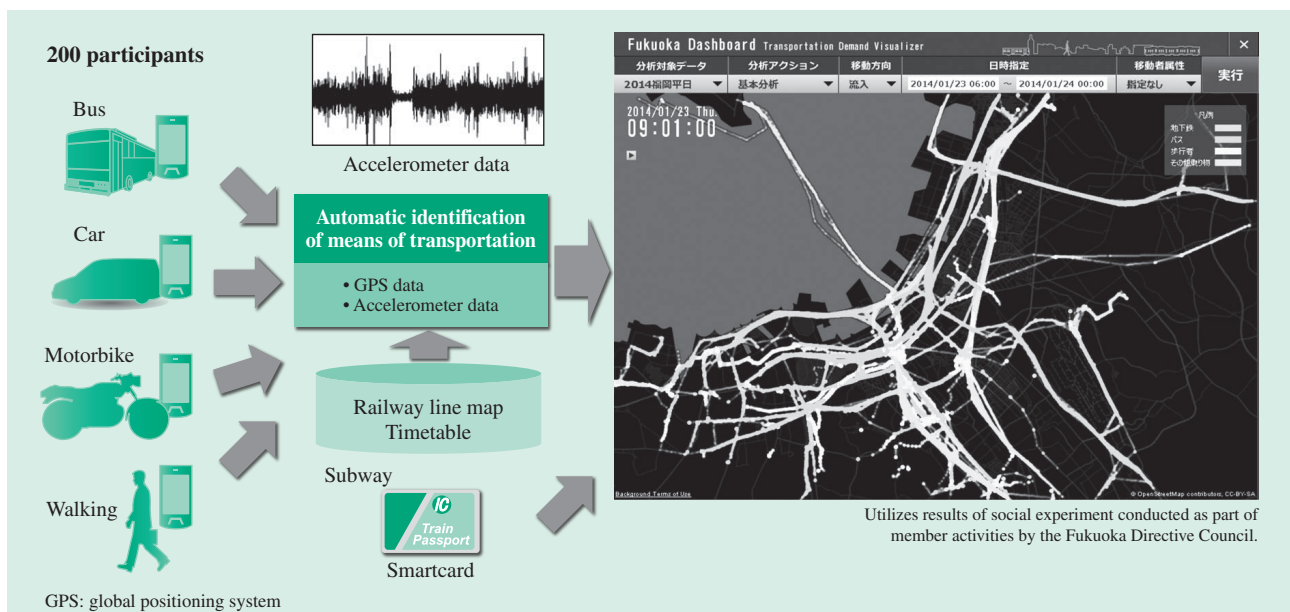 200 participants
Bus
Car
Motorbike
Walking
GPS: global positioning system
Accelerometer data
Automatic identification
of means of transportation
• GPS data
• Accelerometer data
Railway line map
Timetable
Subway
IC
Train
Passport
Smartcard
Fukuoka Dashboard Transportation Demand Visualizer
×
分析対象データ 分析アクション 移動方向 日時指定 移動者属性 実行
2014福岡平日 ▼ 基本分析 ▼ 流入 ▼ 2014/01/23 06:00 ~ 2014/01/24 00:00 指定なし ▼
2014/01/23 Thu.
09:01:00
凡例
地下鉄
バス
歩行者
その他乗り物
Background Terms of Use
© OpenStreetMap contributors, CC-BY-SA
Utilizes results of social experiment conducted as part of
member activities by the Fukuoka Directive Council.